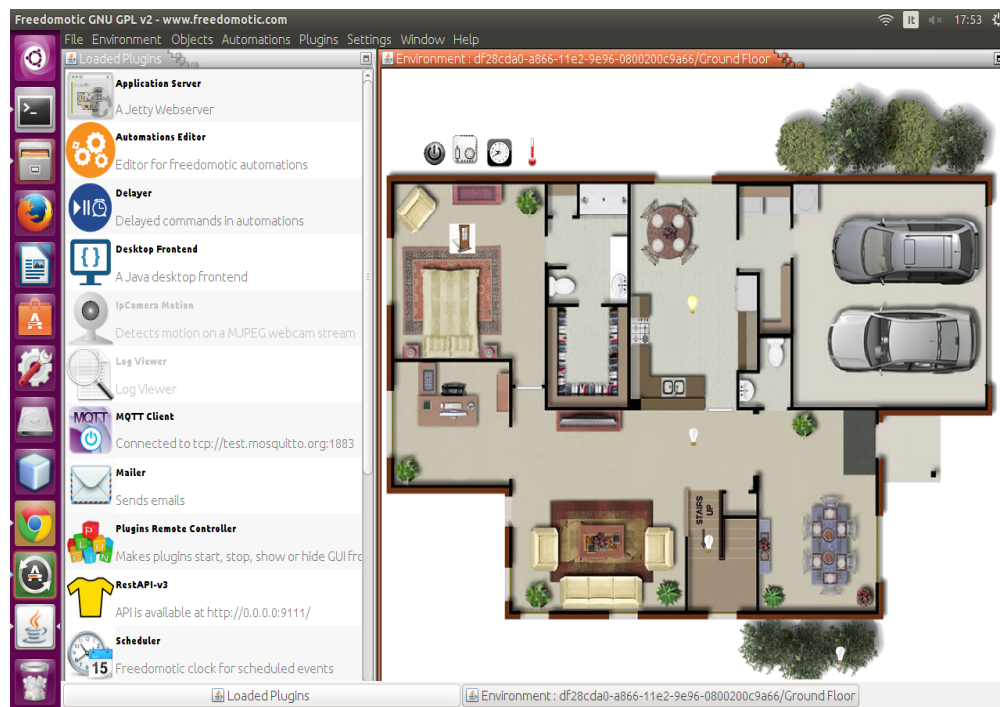 Freedomotic GNU GPL v2 - www.freedomotic.com
It
17:53
File Environment Objects Automations Plugins Settings Window Help
Loaded Plugins
Environment : df28cda0-a866-11e2-9e96-0800200c9a66/Ground Floor
Application Server
A Jetty Webserver
Automations Editor
Editor for freedomotic automations
Delayer
Delayed commands in automations
Desktop Frontend
A Java desktop frontend
IpCamera Motion
Detects motion on a MJPEG webcam stream
Log Viewer
Log Viewer
MQTT
MQTT Client
Connected to tcp://test.mosquitto.org:1883
Mailer
Sends emails
Plugins Remote Controller
Makes plugins start, stop, show or hide GUI fro
RestAPI-v3
API is available at http://0.0.0.0:9111/
Scheduler
15
Freedomotic clock for scheduled events
STAIRS
UP
Loaded Plugins
Environment : df28cda0-a866-11e2-9e96-0800200c9a66/Ground Floor